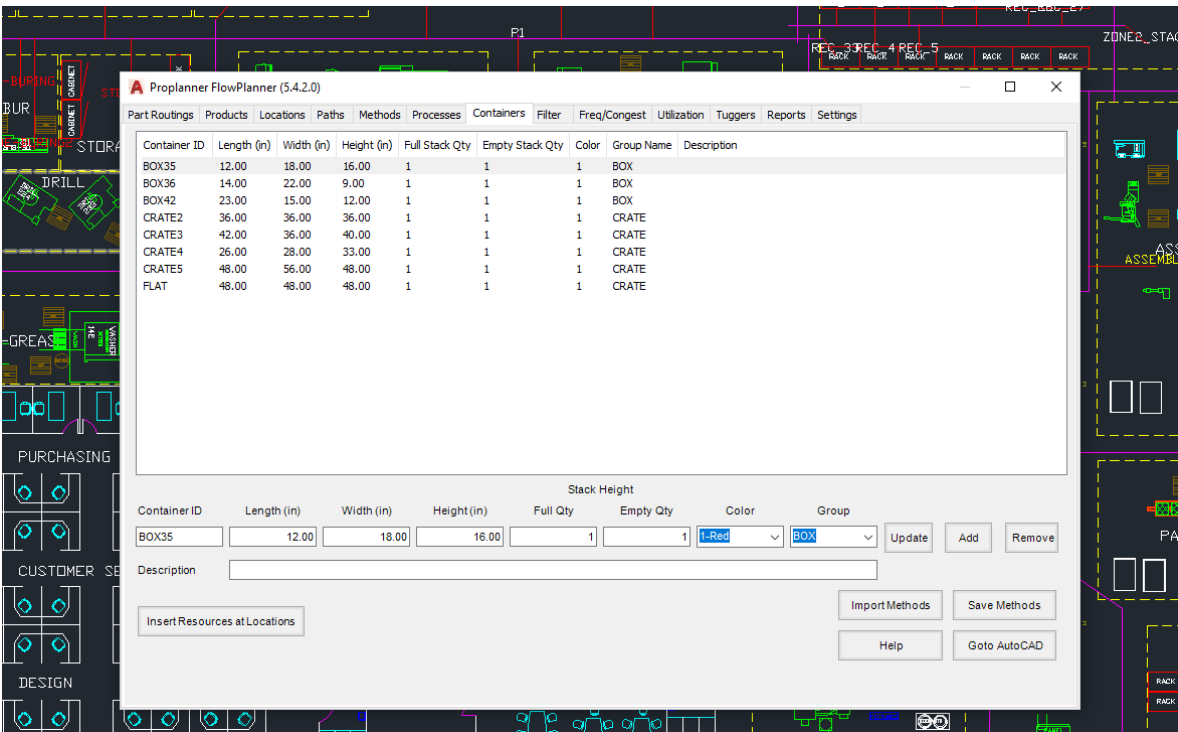 P1
REC_33REC_4 REC_5
ZONE2_STAC
RACK RACK RACK RACK RACK RACK RACK
CABINET
CABINET
-BURING
BUR
STORA
DRILL
Proplanner FlowPlanner (5.4.2.0)
Part Routings Products Locations Paths Methods Processes Containers Filter Freq/Congest Utilization Tuggers Reports Settings
Container ID Length (in) Width (in) Height (in) Full Stack Qty Empty Stack Qty Color Group Name Description
BOX35 12.00 18.00 16.00 1 1 1 BOX
BOX36 14.00 22.00 9.00 1 1 1 BOX
BOX42 23.00 15.00 12.00 1 1 1 BOX
CRATE2 36.00 36.00 36.00 1 1 1 CRATE
CRATE3 42.00 36.00 40.00 1 1 1 CRATE
CRATE4 26.00 28.00 33.00 1 1 1 CRATE
CRATE5 48.00 56.00 48.00 1 1 1 CRATE
FLAT 48.00 48.00 48.00 1 1 1 CRATE
Stack Height
Container ID Length (in) Width (in) Height (in) Full Qty Empty Qty Color Group
BOX35 12.00 18.00 16.00 1 1 1-Red BOX Update Add Remove
Description
Import Methods Save Methods
Insert Resources at Locations
Help Goto AutoCAD
ASS
ASSEMBL
-GREAS
WASHER
PURCHASING
CUSTOMER SE
DESIGN
PA
RACK
RACK